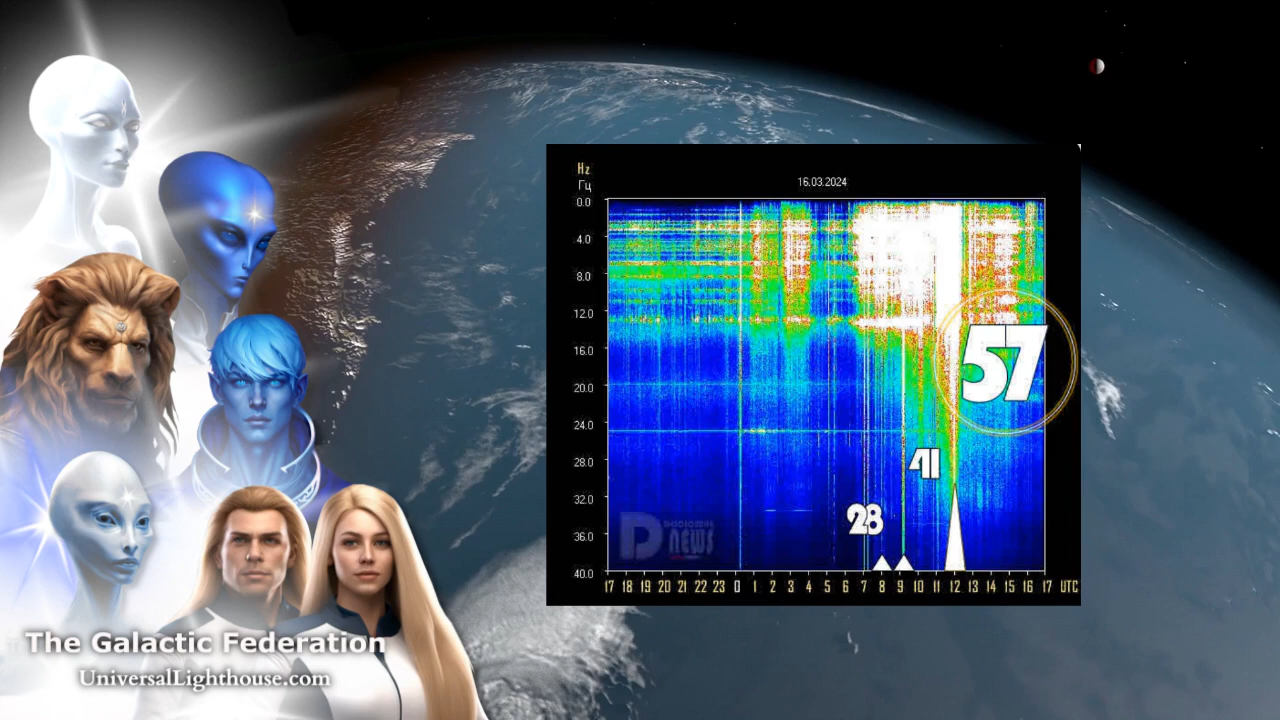 Hz
Гц
16.03.2024
0.0
4.0
8.0
12.0
16.0
20.0
24.0
28.0
32.0
36.0
40.0
57
41
28
NEWS
17 18 19 20 21 22 23 0 1 2 3 4 5 6 7 8 9 10 11 12 13 14 15 16 17 UTC
The Galactic Federation
UniversalLighthouse.com